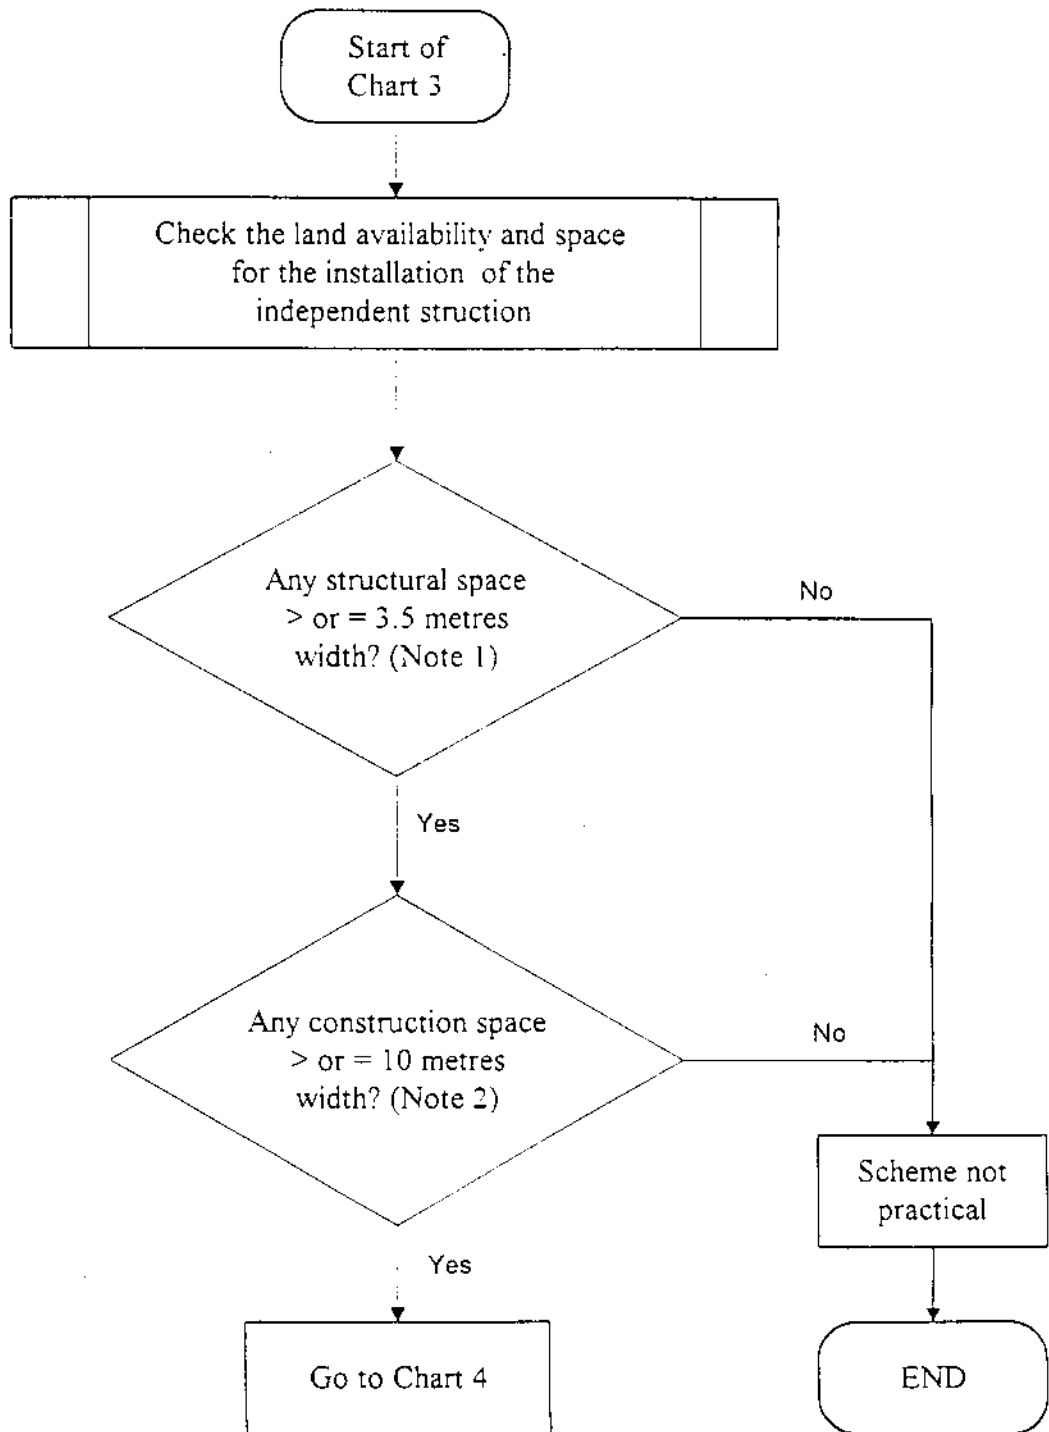 Start of
Chart 3
Check the land availability and space
for the installation of the
independent struction
Any structural space
> or = 3.5 metres
width? (Note 1)
No
Yes
Any construction space
> or = 10 metres
width? (Note 2)
No
Scheme not
practical
Yes
Go to Chart 4
END